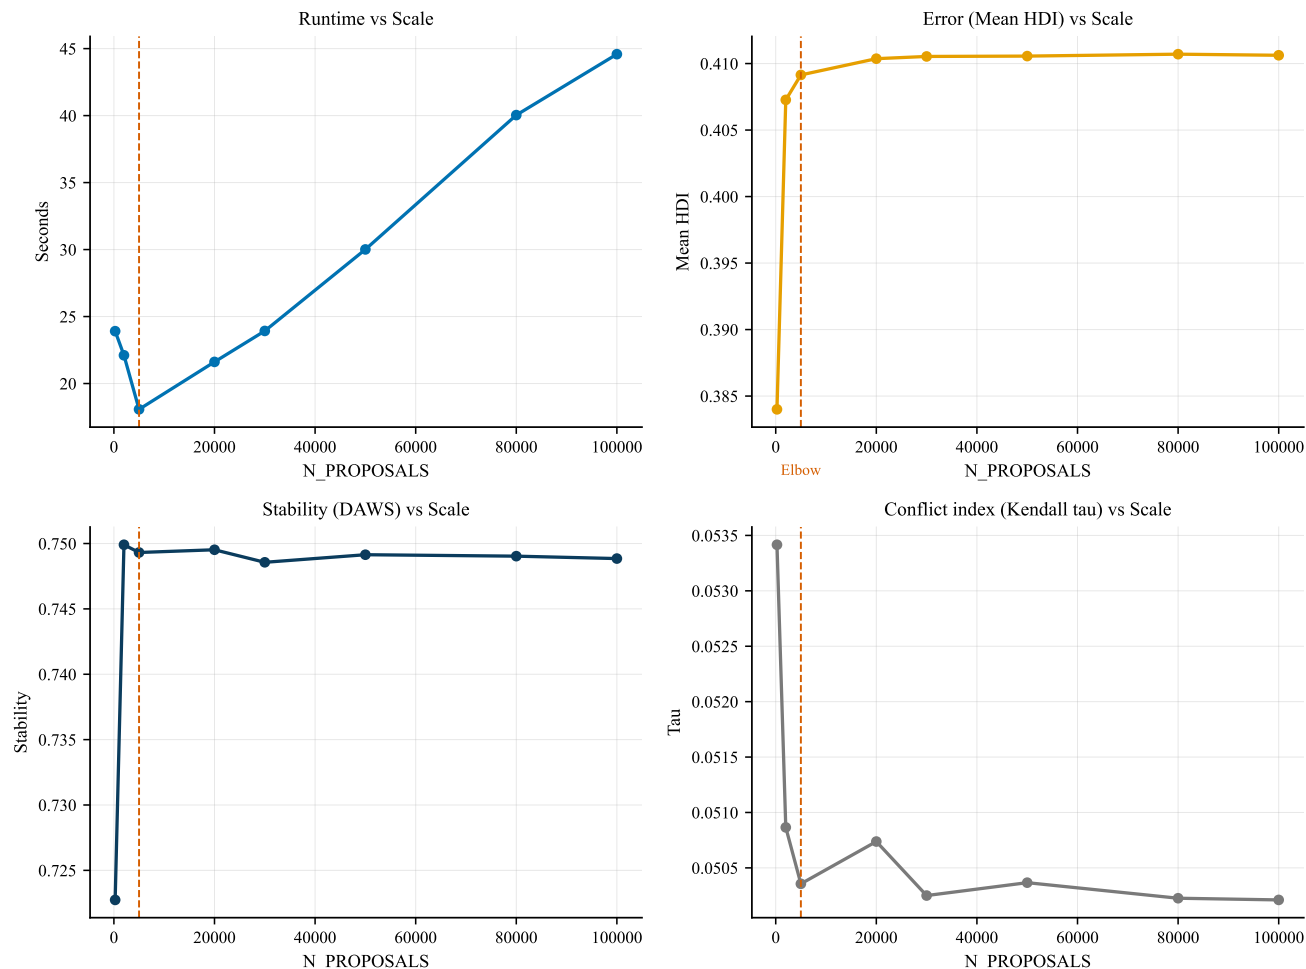 Runtime vs Scale
45
40
35
30
25
20
Seconds
0 20000 40000 60000 80000 100000
N_PROPOSALS
Error (Mean HDI) vs Scale
0.410
0.405
0.400
0.395
0.390
0.385
Mean HDI
0 20000 40000 60000 80000 100000
Elbow
N_PROPOSALS
Stability (DAWS) vs Scale
0.750
0.745
0.740
0.735
0.730
0.725
Stability
0 20000 40000 60000 80000 100000
N_PROPOSALS
Conflict index (Kendall tau) vs Scale
0.0535
0.0530
0.0525
0.0520
0.0515
0.0510
0.0505
Tau
0 20000 40000 60000 80000 100000
N_PROPOSALS